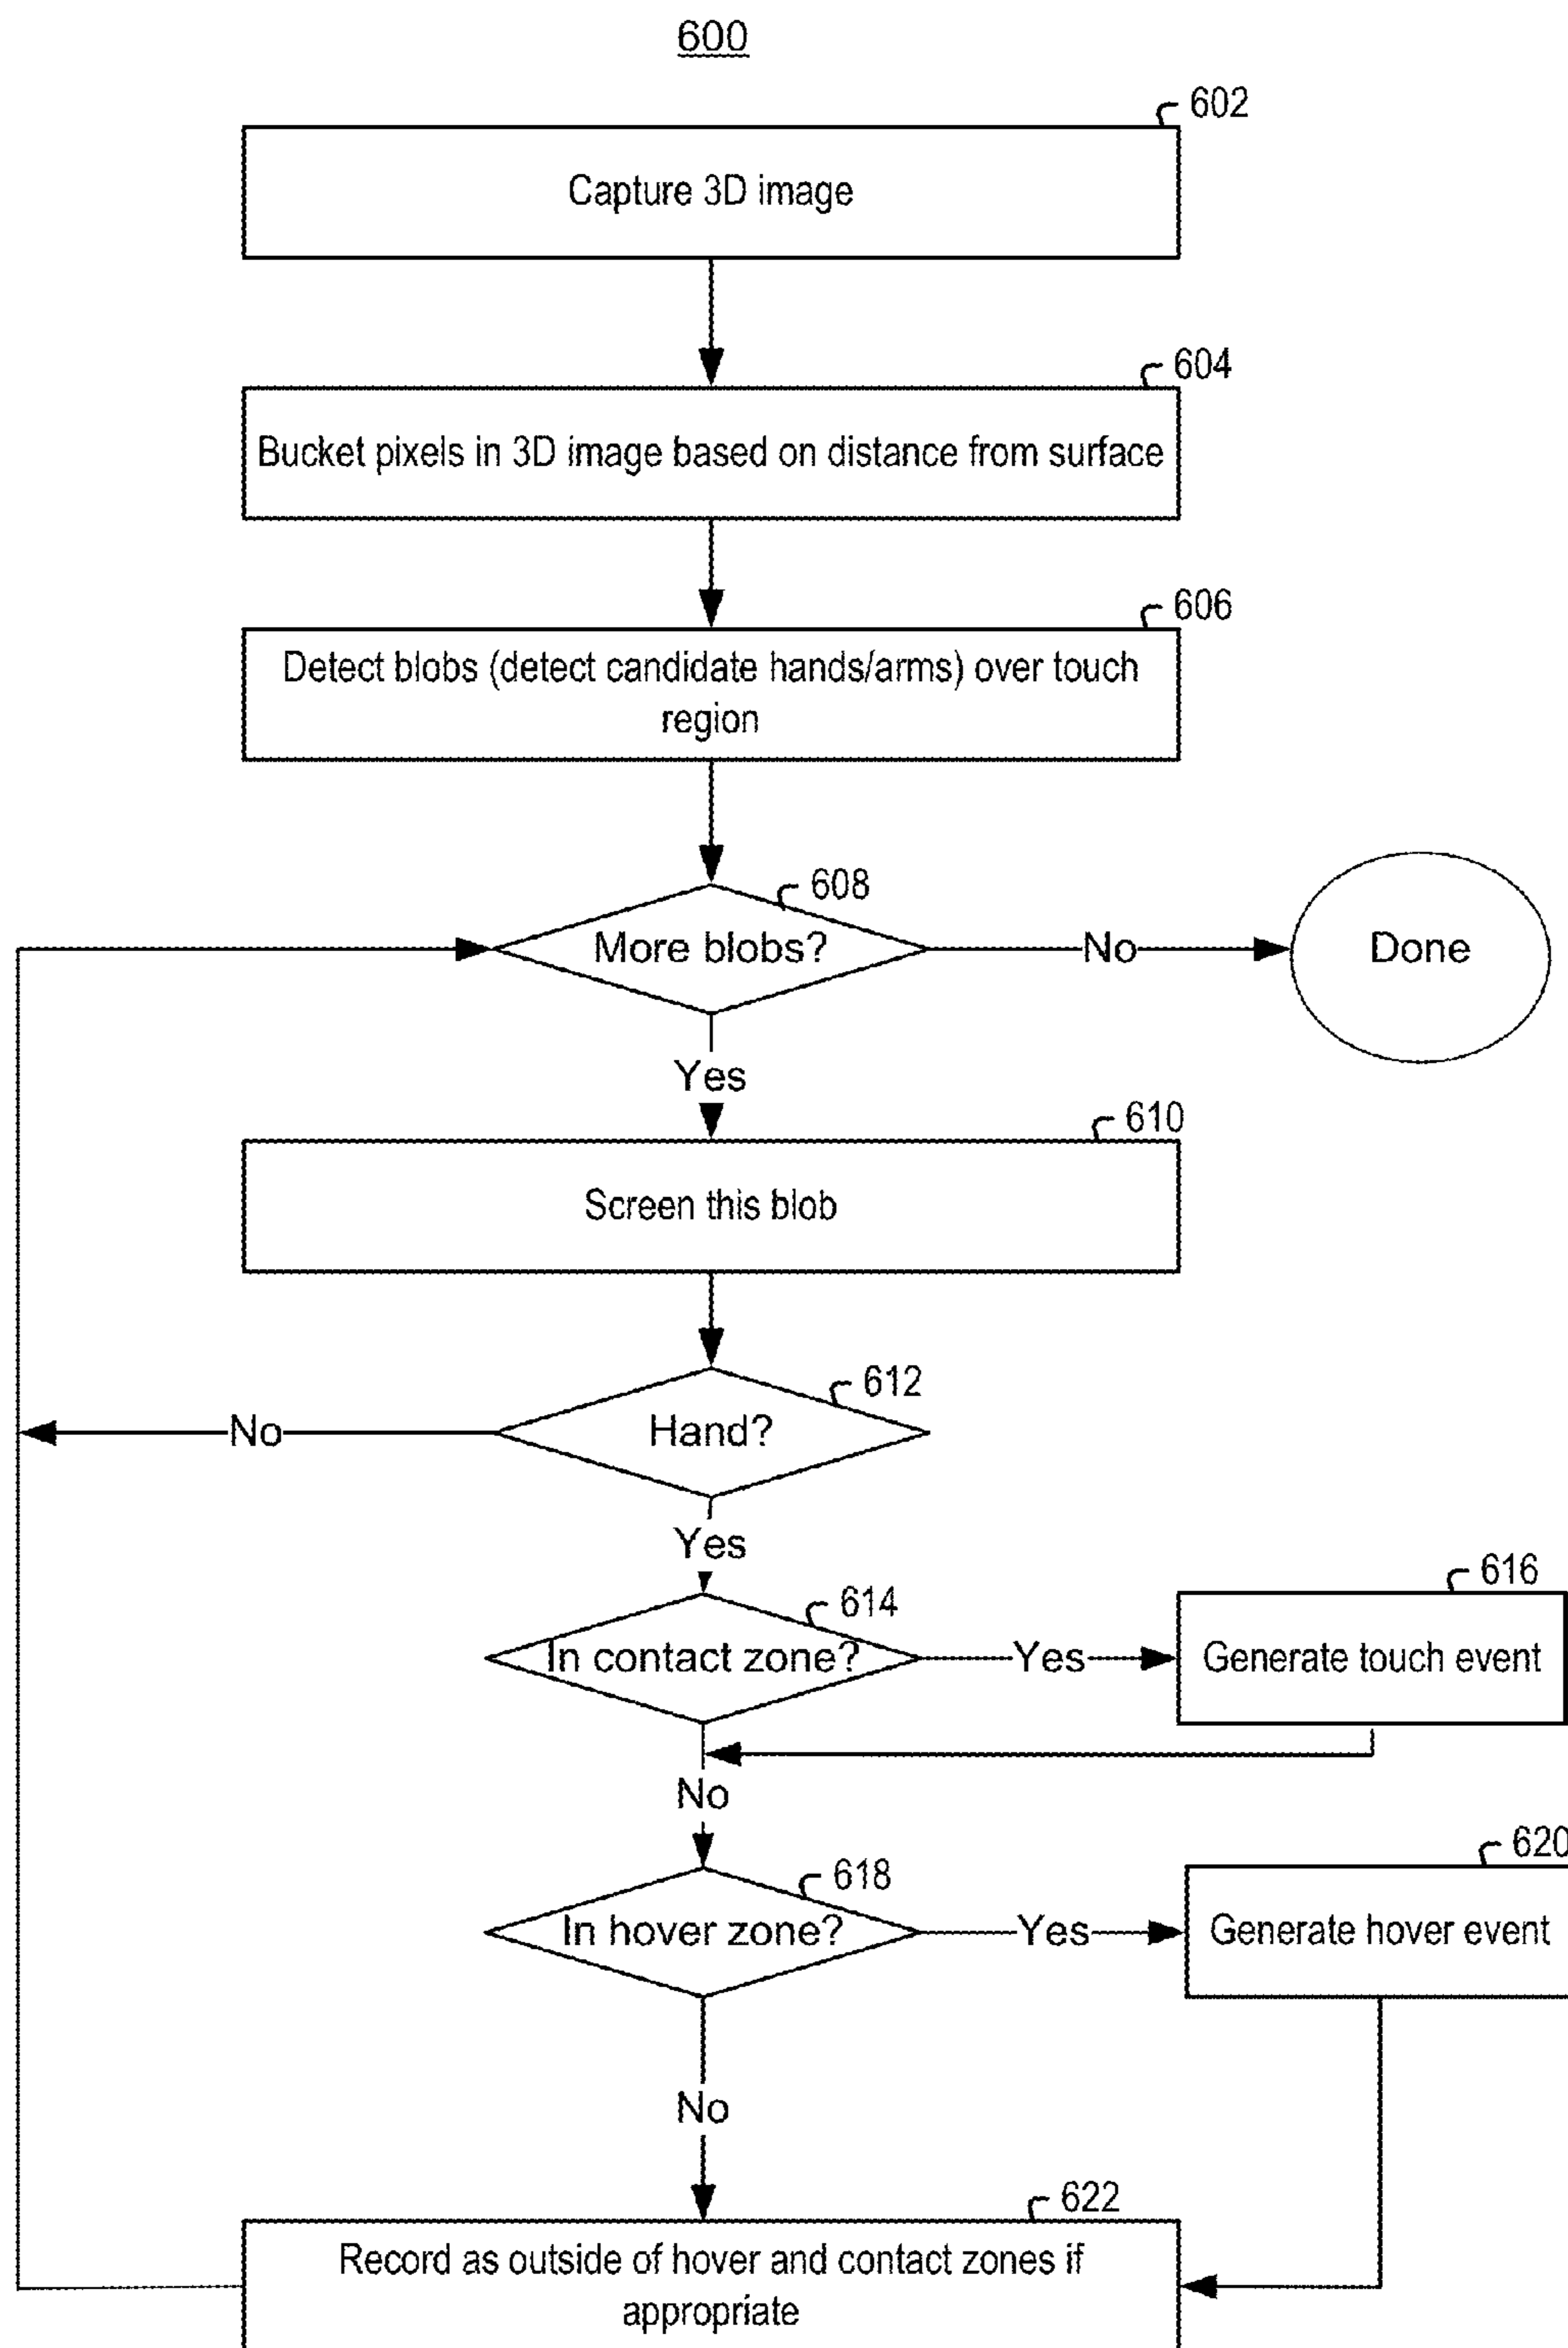 600
602
Capture 3D image
604
Bucket pixels in 3D image based on distance from surface
606
Detect blobs (detect candidate hands/arms) over touch
region
608
More blobs?
No
Done
Yes
610
Screen this blob
612
Hand?
No
Yes
614
In contact zone?
Yes
616
Generate touch event
No
618
In hover zone?
Yes
620
Generate hover event
No
622
Record as outside of hover and contact zones if
appropriate